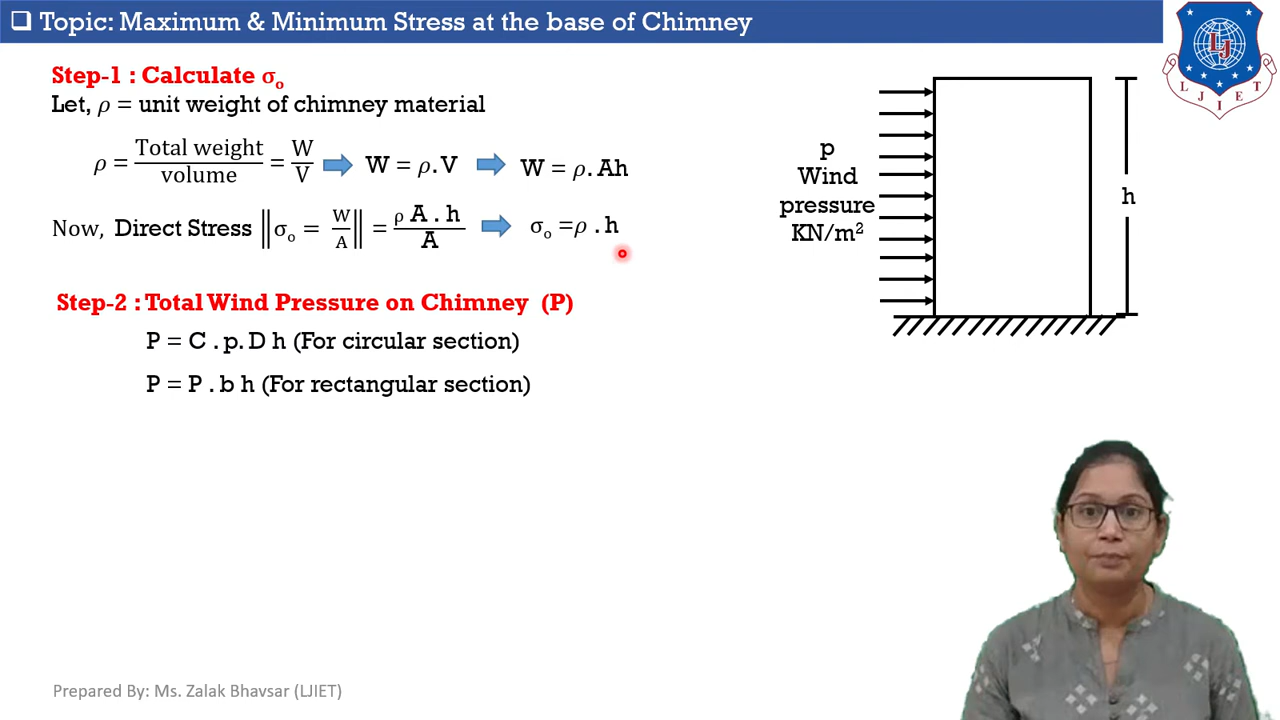 ❑ Topic: Maximum & Minimum Stress at the base of Chimney
Step-1 : Calculate σₒ
Let, ρ = unit weight of chimney material
ρ = Total weight / volume = W / V ➡ W = ρ. V ➡ W = ρ. Ah
Now, Direct Stress ‖σₒ = W / A‖ = ρ A . h / A ➡ σₒ =ρ . h
Step-2 : Total Wind Pressure on Chimney (P)
P = C . p. D h (For circular section)
P = P . b h (For rectangular section)
p
Wind
pressure
KN/m²
h
LJ
L J I E T
Prepared By: Ms. Zalak Bhavsar (LJIET)